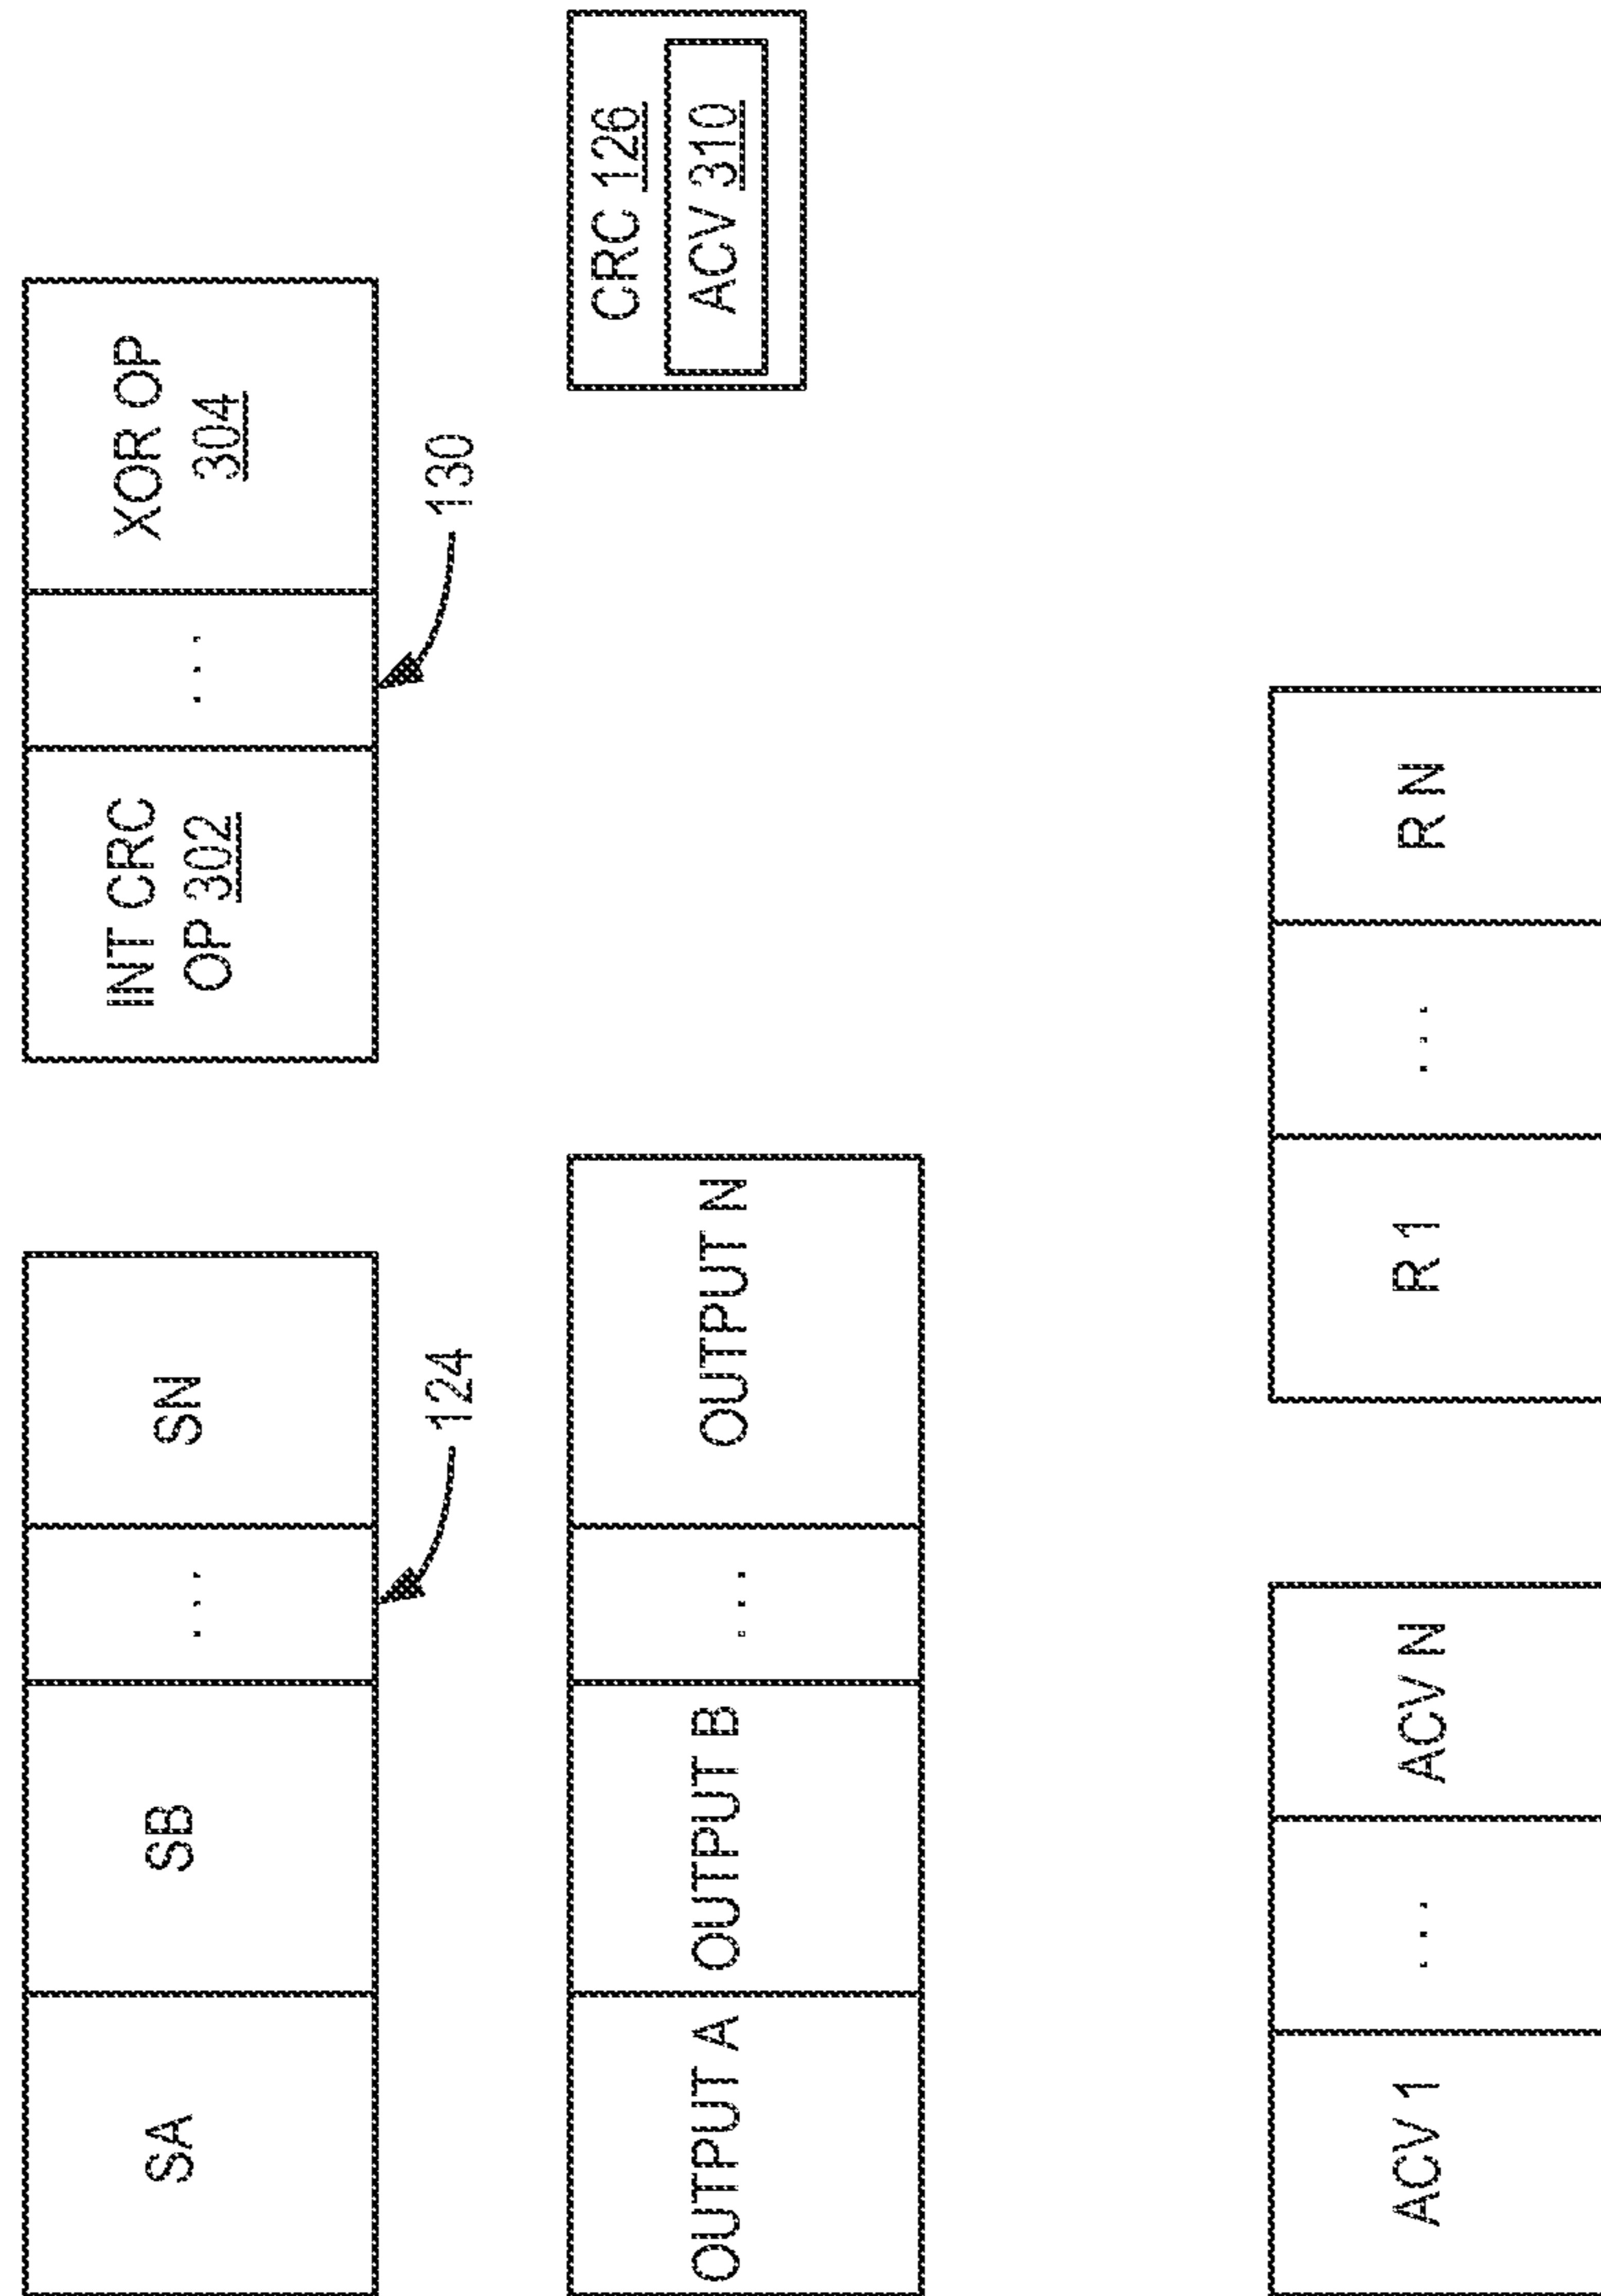 SA
SB
...
SN
124
INT CRC
OP 302
...
XOR OP
304
130
OUTPUT A
OUTPUT B
...
OUTPUT N
CRC 126
ACV 310
ACV 1
...
ACV N
R 1
...
R N